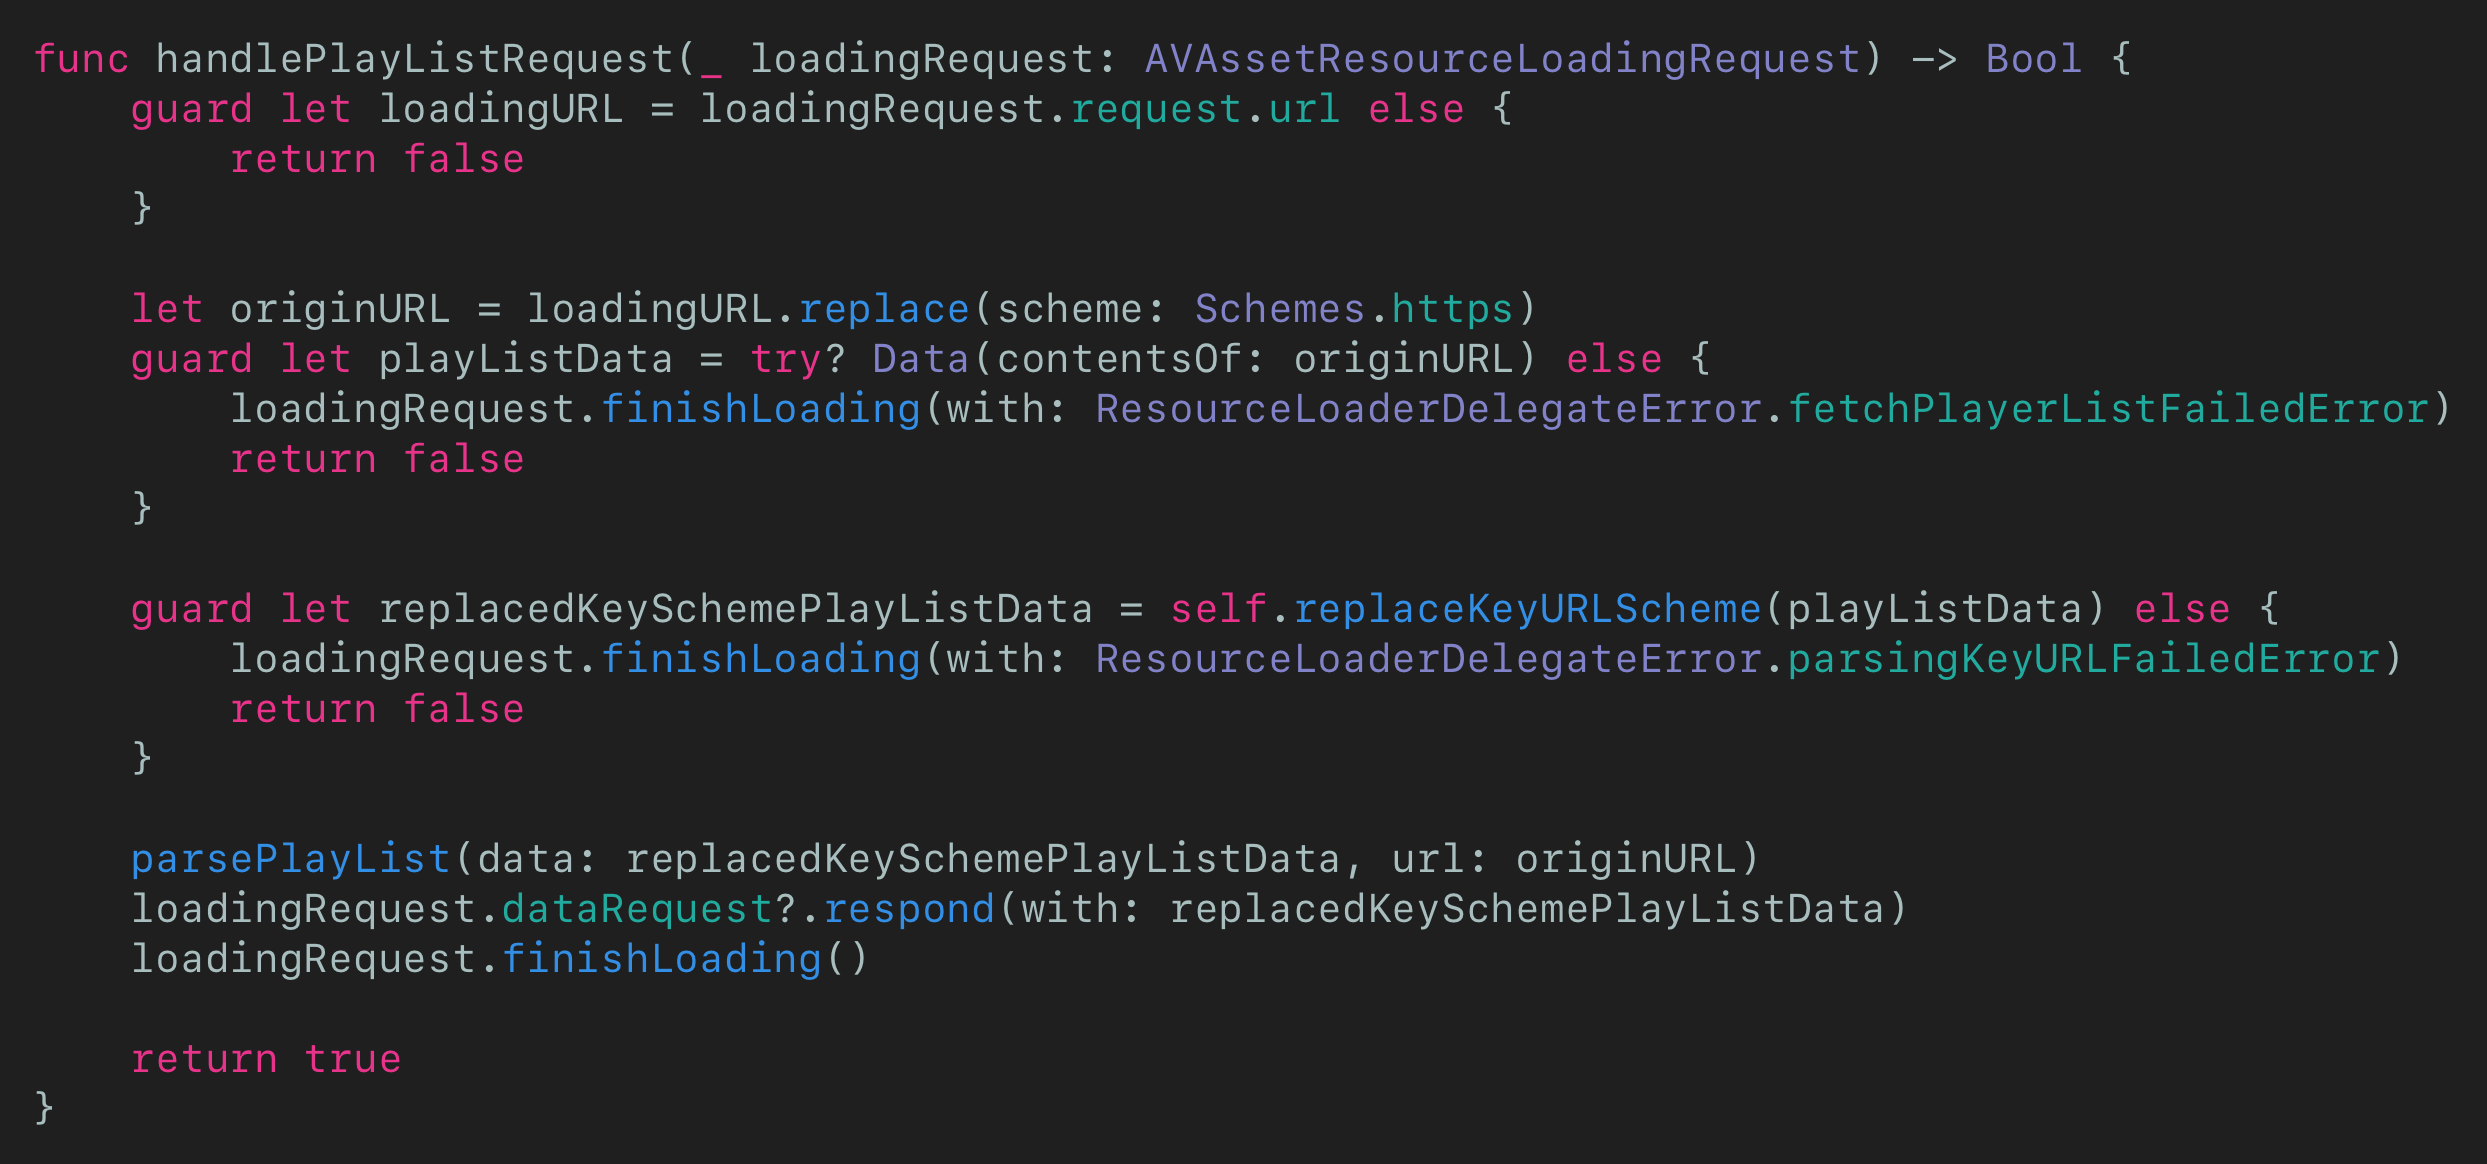 func handlePlayListRequest(_ loadingRequest: AVAssetResourceLoadingRequest) -> Bool {
    guard let loadingURL = loadingRequest.request.url else {
        return false
    }

    let originURL = loadingURL.replace(scheme: Schemes.https)
    guard let playListData = try? Data(contentsOf: originURL) else {
        loadingRequest.finishLoading(with: ResourceLoaderDelegateError.fetchPlayerListFailedError)
        return false
    }

    guard let replacedKeySchemePlayListData = self.replaceKeyURLScheme(playListData) else {
        loadingRequest.finishLoading(with: ResourceLoaderDelegateError.parsingKeyURLFailedError)
        return false
    }

    parsePlayList(data: replacedKeySchemePlayListData, url: originURL)
    loadingRequest.dataRequest?.respond(with: replacedKeySchemePlayListData)
    loadingRequest.finishLoading()

    return true
}